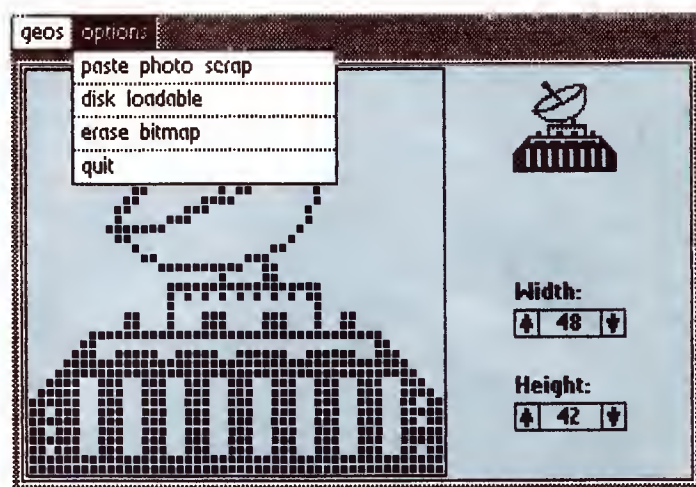 geos options
paste photo scrap
disk loadable
erase bitmap
quit
Width:
48
Height:
42